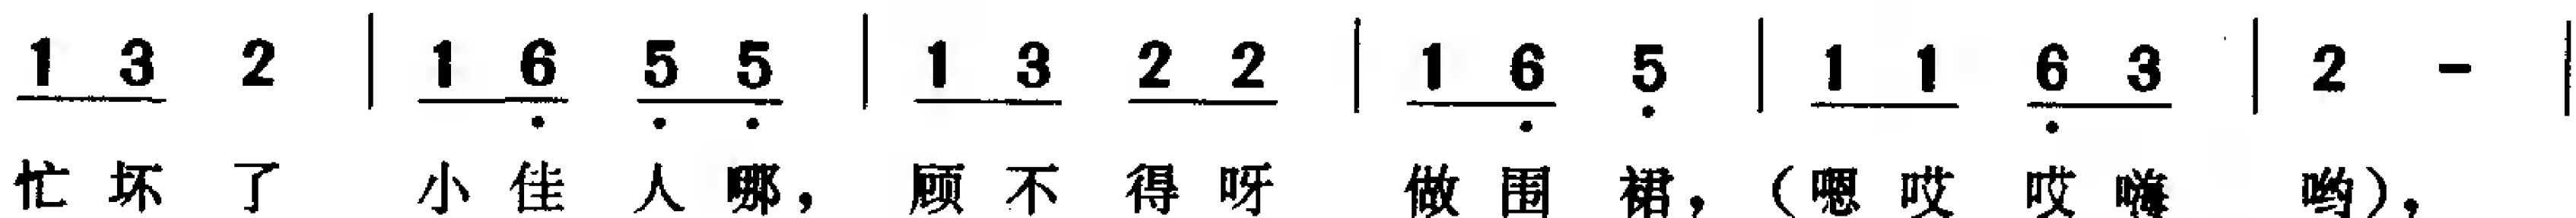 1 3 2 | 1 6̣ 5̣ 5̣ | 1 3 2 2 | 1 6̣ 5̣ | 1 1 6̣ 3 | 2 - |
忙坏了 小佳人哪，顾不得呀 做围裙，（嗯哎哎嗨 哟），